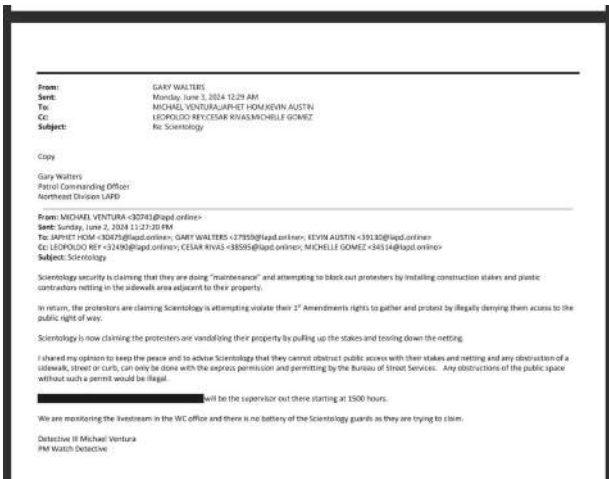 From: GARY WALTERS
Sent: Monday, June 3, 2024 12:29 AM
To: MICHAEL VENTURA;JAPHET HOM;KEVIN AUSTIN
Cc: LEOPOLDO REY;CESAR RIVAS;MICHELLE GOMEZ
Subject: Re: Scientology
Copy
Gary Walters
Patrol Commanding Officer
Northeast Division LAPD
From: MICHAEL VENTURA <30741@lapd.online>
Sent: Sunday, June 2, 2024 11:27:20 PM
To: JAPHET HOM <30475@lapd.online>; GARY WALTERS <27959@lapd.online>; KEVIN AUSTIN <39130@lapd.online>
Cc: LEOPOLDO REY <32490@lapd.online>; CESAR RIVAS <38595@lapd.online>; MICHELLE GOMEZ <34514@lapd.online>
Subject: Scientology
Scientology security is claiming that they are doing "maintenance" and attempting to block out protesters by installing construction stakes and plastic
contractors netting in the sidewalk area adjacent to their property.
In return, the protestors are claiming Scientology is attempting violate their 1st Amendments rights to gather and protest by illegally denying them access to the
public right of way.
Scientology is now claiming the protesters are vandalizing their property by pulling up the stakes and tearing down the netting.
I shared my opinion to keep the peace and to advise Scientology that they cannot obstruct public access with their stakes and netting and any obstruction of a
sidewalk, street or curb, can only be done with the express permission and permitting by the Bureau of Street Services. Any obstructions of the public space
without such a permit would be illegal.
will be the supervisor out there starting at 1500 hours.
We are monitoring the livestream in the WC office and there is no battery of the Scientology guards as they are trying to claim.
Detective III Michael Ventura
PM Watch Detective